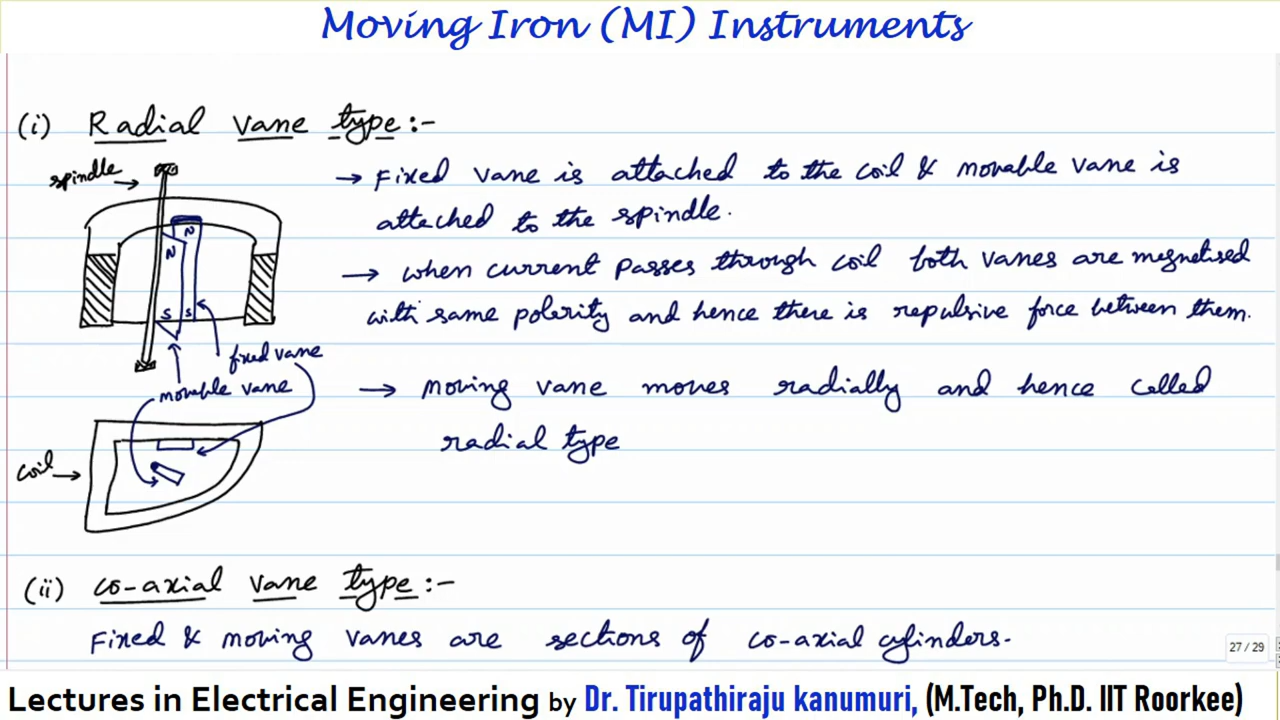 Moving Iron (MI) Instruments
(i) Radial vane type:-
spindle
→ Fixed vane is attached to the coil & movable vane is
attached to the spindle.
→ when current passes through coil both vanes are megnetised
with same polerity and hence there is repulsive force between them.
N
N
S
S
fixed vane
movable vane
→ moving vane moves radially and hence called
radial type
coil →
(ii) co-axial vane type:-
Fixed & moving vanes are sections of co-axial cylinders.
27 / 29
Lectures in Electrical Engineering by Dr. Tirupathiraju kanumuri, (M.Tech, Ph.D. IIT Roorkee)